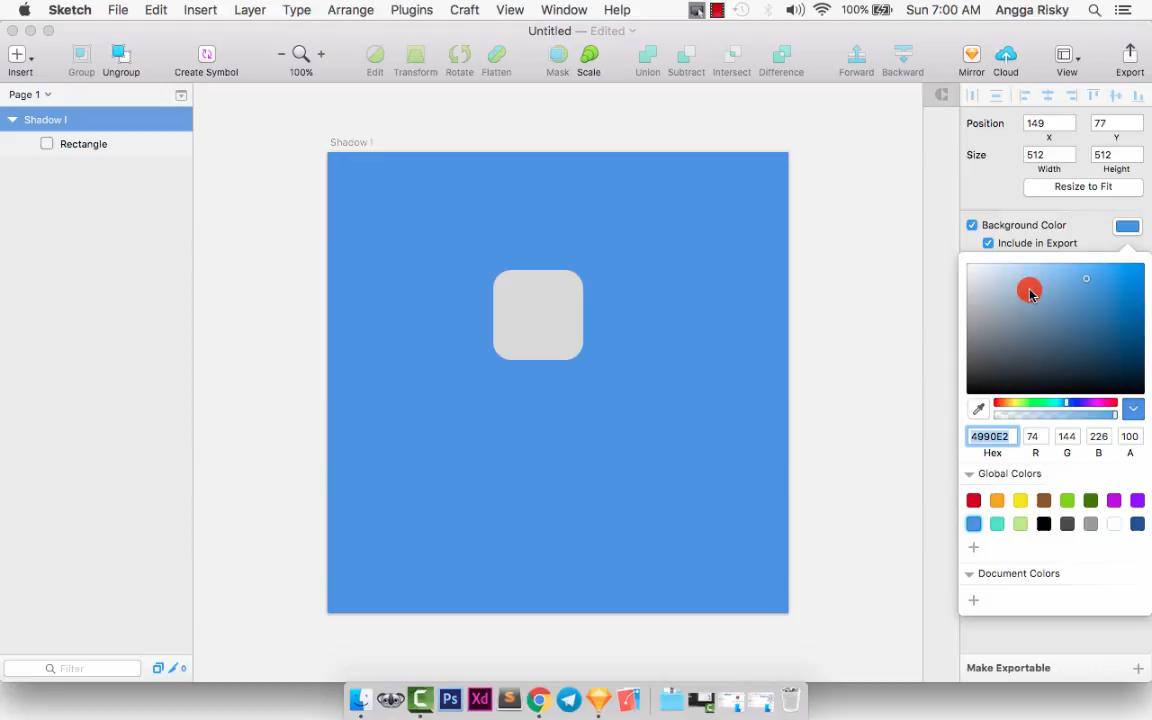 Sketch File Edit Insert Layer Type Arrange Plugins Craft View Window Help 100% Sun 7:00 AM Angga Risky
Untitled — Edited
Insert Group Ungroup Create Symbol 100% Edit Transform Rotate Flatten Mask Scale Union Subtract Intersect Difference Forward Backward Mirror Cloud View Export
Page 1
Shadow I
Rectangle
Shadow I
Position 149 77
X Y
Size 512 512
Width Height
Resize to Fit
Background Color
Include in Export
4990E2 74 144 226 100
Hex R G B A
Global Colors
Document Colors
Make Exportable
Filter 0
Ps Xd S